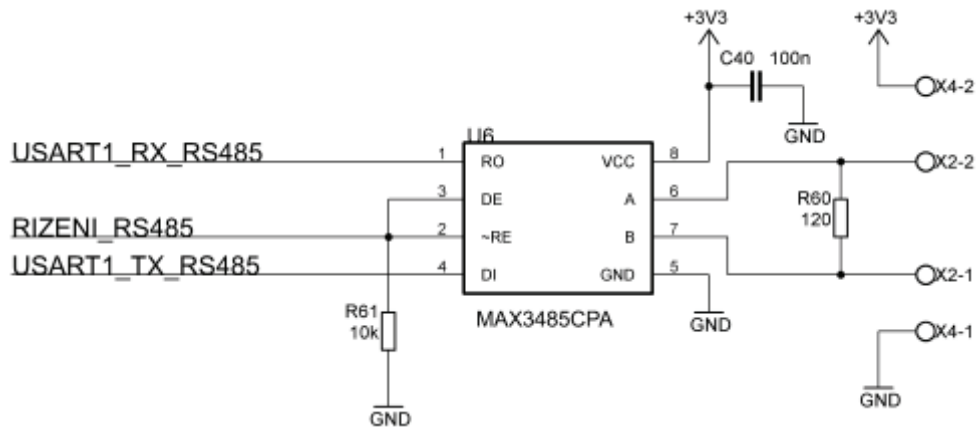 +3V3
+3V3
C40 100n
X4-2
GND
U6
USART1_RX_RS485
1 RO VCC 8
X2-2
3 DE A 6
R60
120
RIZENI_RS485
2 ~RE B 7
USART1_TX_RS485
4 DI GND 5
X2-1
R61
10k
MAX3485CPA
GND
X4-1
GND
GND